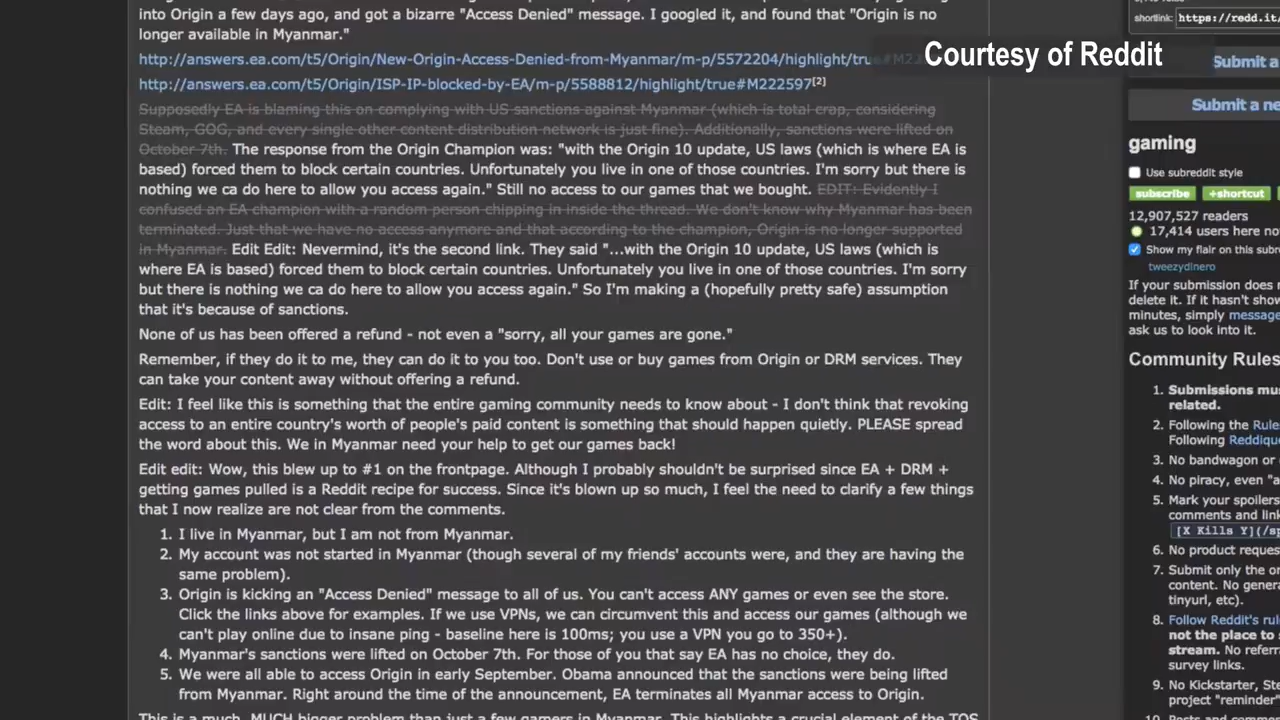 into Origin a few days ago, and got a bizarre "Access Denied" message. I googled it, and found that "Origin is no
longer available in Myanmar."
http://answers.ea.com/t5/Origin/New-Origin-Access-Denied-from-Myanmar/m-p/5572204/highlight/true
http://answers.ea.com/t5/Origin/ISP-IP-blocked-by-EA/m-p/5588812/highlight/true#M222597[2]
Supposedly EA is blaming this on complying with US sanctions against Myanmar (which is total crap, considering
Steam, GOG, and every single other content distribution network is just fine). Additionally, sanctions were lifted on
October 7th. The response from the Origin Champion was: "with the Origin 10 update, US laws (which is where EA is
based) forced them to block certain countries. Unfortunately you live in one of those countries. I'm sorry but there is
nothing we ca do here to allow you access again." Still no access to our games that we bought. EDIT: Evidently I
confused an EA champion with a random person chipping in inside the thread. We don't know why Myanmar has been
terminated. Just that we have no access anymore and that according to the champion, Origin is no longer supported
in Myanmar. Edit Edit: Nevermind, it's the second link. They said "...with the Origin 10 update, US laws (which is
where EA is based) forced them to block certain countries. Unfortunately you live in one of those countries. I'm sorry
but there is nothing we ca do here to allow you access again." So I'm making a (hopefully pretty safe) assumption
that it's because of sanctions.
None of us has been offered a refund - not even a "sorry, all your games are gone."
Remember, if they do it to me, they can do it to you too. Don't use or buy games from Origin or DRM services. They
can take your content away without offering a refund.
Edit: I feel like this is something that the entire gaming community needs to know about - I don't think that revoking
access to an entire country's worth of people's paid content is something that should happen quietly. PLEASE spread
the word about this. We in Myanmar need your help to get our games back!
Edit edit: Wow, this blew up to #1 on the frontpage. Although I probably shouldn't be surprised since EA + DRM +
getting games pulled is a Reddit recipe for success. Since it's blown up so much, I feel the need to clarify a few things
that I now realize are not clear from the comments.
1. I live in Myanmar, but I am not from Myanmar.
2. My account was not started in Myanmar (though several of my friends' accounts were, and they are having the
same problem).
3. Origin is kicking an "Access Denied" message to all of us. You can't access ANY games or even see the store.
Click the links above for examples. If we use VPNs, we can circumvent this and access our games (although we
can't play online due to insane ping - baseline here is 100ms; you use a VPN you go to 350+).
4. Myanmar's sanctions were lifted on October 7th. For those of you that say EA has no choice, they do.
5. We were all able to access Origin in early September. Obama announced that the sanctions were being lifted
from Myanmar. Right around the time of the announcement, EA terminates all Myanmar access to Origin.
This is a much, MUCH bigger problem than just a few gamers in Myanmar. This highlights a crucial element of the TOS
Courtesy of Reddit
shortlink: https://redd.it/
Submit a
Submit a ne
gaming
Use subreddit style
subscribe +shortcut
12,907,527 readers
17,414 users here no
Show my flair on this subr
tweezydinero
If your submission does n
delete it. If it hasn't show
minutes, simply message
ask us to look into it.
Community Rules
1. Submissions mus
related.
2. Following the Rule
Following Reddiqu
3. No bandwagon or
4. No piracy, even "a
5. Mark your spoilers
comments and link
[X Kills Y](/sp
6. No product reques
7. Submit only the or
content. No genera
tinyurl, etc).
8. Follow Reddit's rul
not the place to
stream. No referra
survey links.
9. No Kickstarter, Ste
project "reminder"